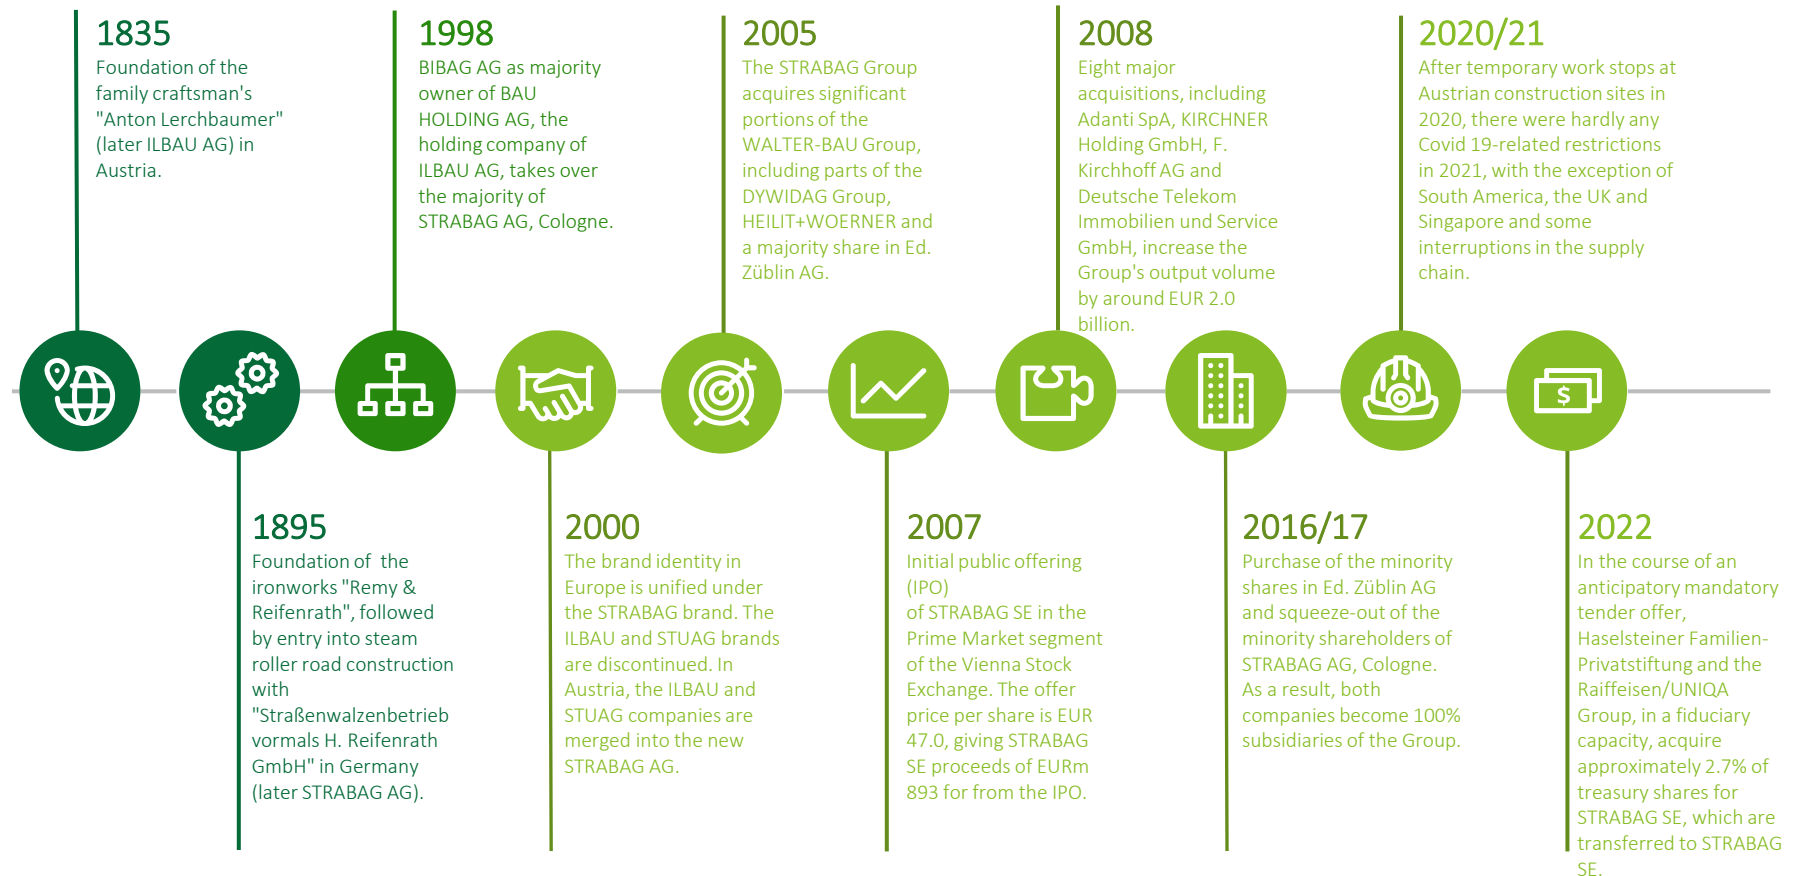 1835
Foundation of the
family craftsman's
"Anton Lerchbaumer"
(later ILBAU AG) in
Austria.
1998
BIBAG AG as majority
owner of BAU
HOLDING AG, the
holding company of
ILBAU AG, takes over
the majority of
STRABAG AG, Cologne.
2005
The STRABAG Group
acquires significant
portions of the
WALTER-BAU Group,
including parts of the
DYWIDAG Group,
HEILIT+WOERNER and
a majority share in Ed.
Züblin AG.
2008
Eight major
acquisitions, including
Adanti SpA, KIRCHNER
Holding GmbH, F.
Kirchhoff AG and
Deutsche Telekom
Immobilien und Service
GmbH, increase the
Group's output volume
by around EUR 2.0
billion.
2020/21
After temporary work stops at
Austrian construction sites in
2020, there were hardly any
Covid 19-related restrictions
in 2021, with the exception of
South America, the UK and
Singapore and some
interruptions in the supply
chain.
$
1895
Foundation of  the
ironworks "Remy &
Reifenrath", followed
by entry into steam
roller road construction
with
"Straßenwalzenbetrieb
vormals H. Reifenrath
GmbH" in Germany
(later STRABAG AG).
2000
The brand identity in
Europe is unified under
the STRABAG brand. The
ILBAU and STUAG brands
are discontinued. In
Austria, the ILBAU and
STUAG companies are
merged into the new
STRABAG AG.
2007
Initial public offering
(IPO)
of STRABAG SE in the
Prime Market segment
of the Vienna Stock
Exchange. The offer
price per share is EUR
47.0, giving STRABAG
SE proceeds of EURm
893 for from the IPO.
2016/17
Purchase of the minority
shares in Ed. Züblin AG
and squeeze-out of the
minority shareholders of
STRABAG AG, Cologne.
As a result, both
companies become 100%
subsidiaries of the Group.
2022
In the course of an
anticipatory mandatory
tender offer,
Haselsteiner Familien-
Privatstiftung and the
Raiffeisen/UNIQA
Group, in a fiduciary
capacity, acquire
approximately 2.7% of
treasury shares for
STRABAG SE, which are
transferred to STRABAG
SE.